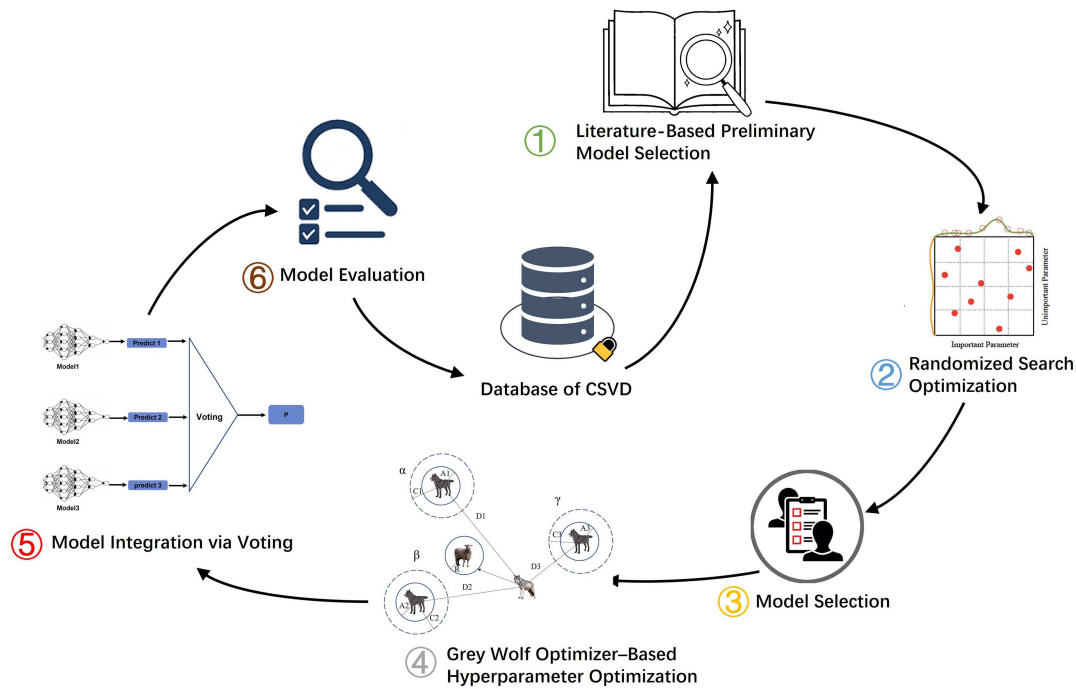 ① Literature-Based Preliminary
Model Selection
Unimportant Parameter
Important Parameter
② Randomized Search
Optimization
③ Model Selection
α
A1
C1
D1
γ
A3
C3
D3
β
R
D2
A2
C2
④ Grey Wolf Optimizer–Based
Hyperparameter Optimization
Model1
Predict 1
Model2
Predict 2
Voting
P
Model3
predict 3
⑤ Model Integration via Voting
⑥ Model Evaluation
Database of CSVD